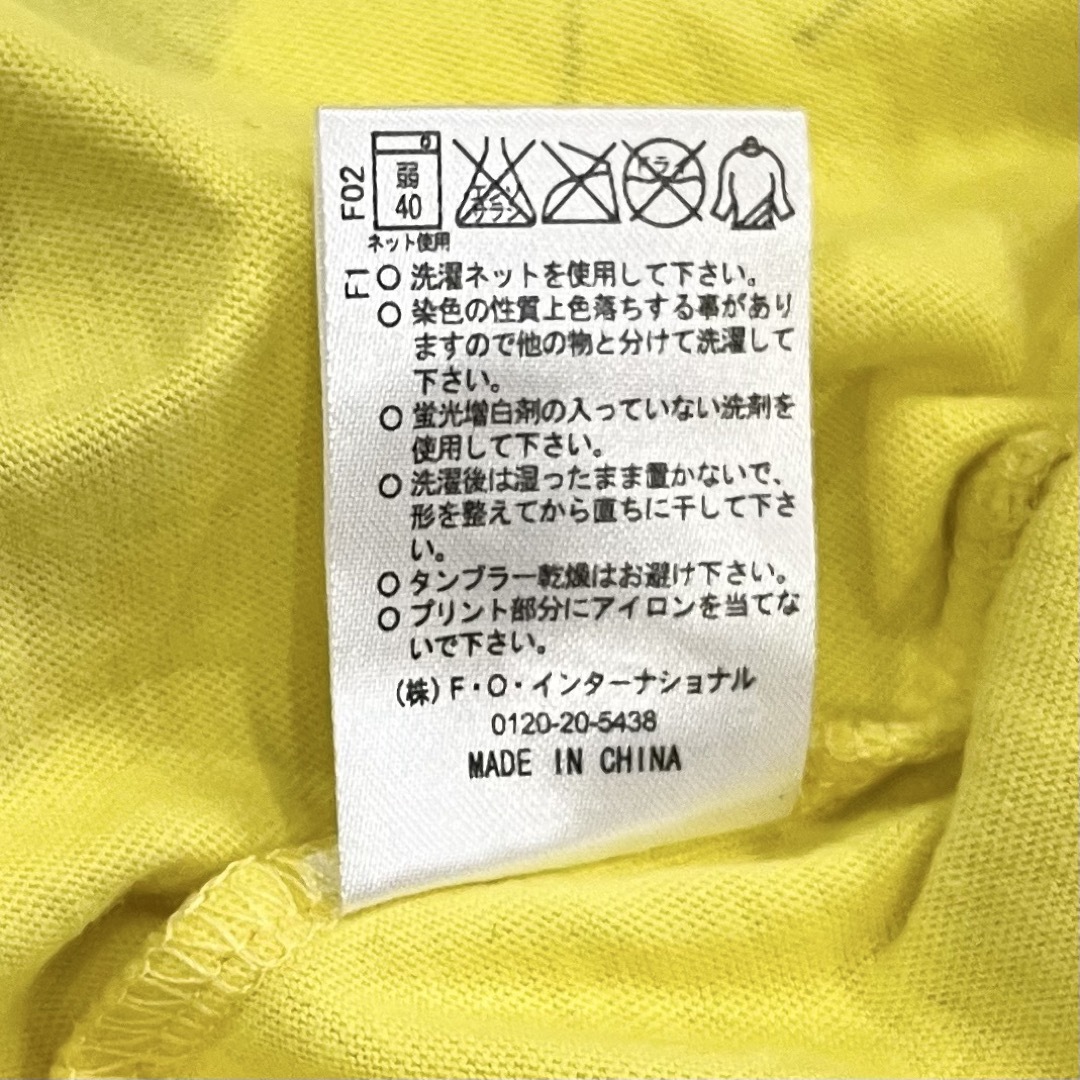 F02
弱
40
エンソ
サラシ
ドライ
ネット使用
F1
○ 洗濯ネットを使用して下さい。
○ 染色の性質上色落ちする事があり
ますので他の物と分けて洗濯して
下さい。
○ 蛍光増白剤の入っていない洗剤を
使用して下さい。
○ 洗濯後は湿ったまま置かないで、
形を整えてから直ちに干して下さ
い。
○ タンブラー乾燥はお避け下さい。
○ プリント部分にアイロンを当てな
いで下さい。
(株)F・O・インターナショナル
0120-20-5438
MADE IN CHINA